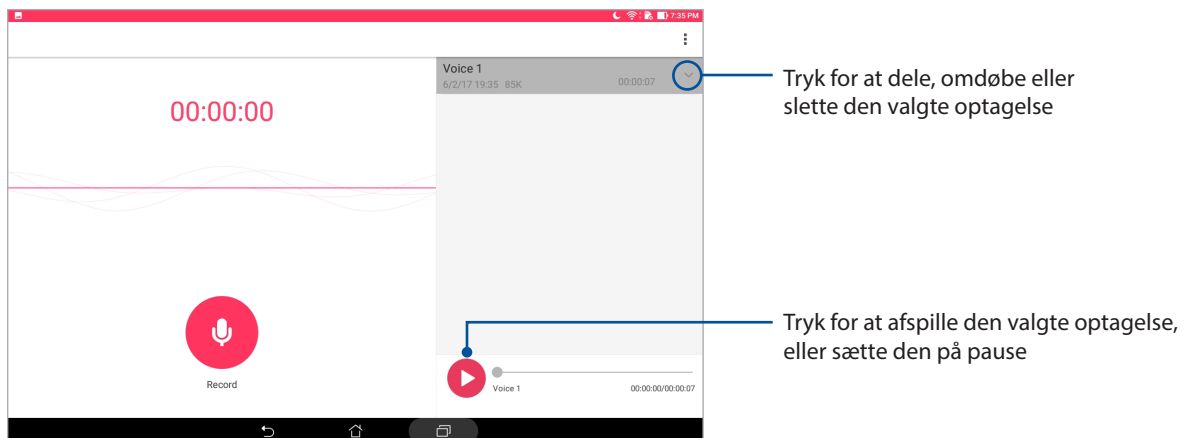 7:35 PM
Voice 1
6/2/17 19:35 85K
00:00:07
Tryk for at dele, omdøbe eller
slette den valgte optagelse
00:00:00
Tryk for at afspille den valgte optagelse,
eller sætte den på pause
Record
Voice 1
00:00:00/00:00:07